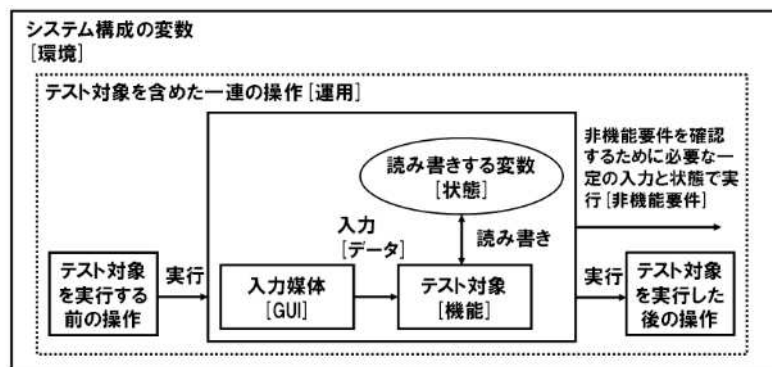 システム構成の変数
[環境]
テスト対象を含めた一連の操作[運用]
非機能要件を確認
するために必要な一
定の入力と状態で実
行[非機能要件]
読み書きする変数
[状態]
入力
[データ]
読み書き
テスト対象
を実行する
前の操作
実行
入力媒体
[GUI]
テスト対象
[機能]
実行
テスト対象
を実行した
後の操作